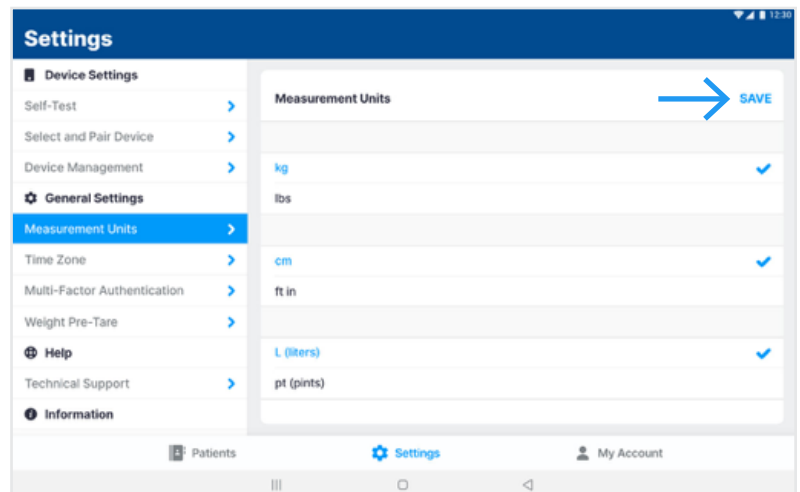 12:30
Settings
Device Settings
Self-Test
Select and Pair Device
Device Management
General Settings
Measurement Units
Time Zone
Multi-Factor Authentication
Weight Pre-Tare
Help
Technical Support
Information
Measurement Units
SAVE
kg
lbs
cm
ft in
L (liters)
pt (pints)
Patients
Settings
My Account